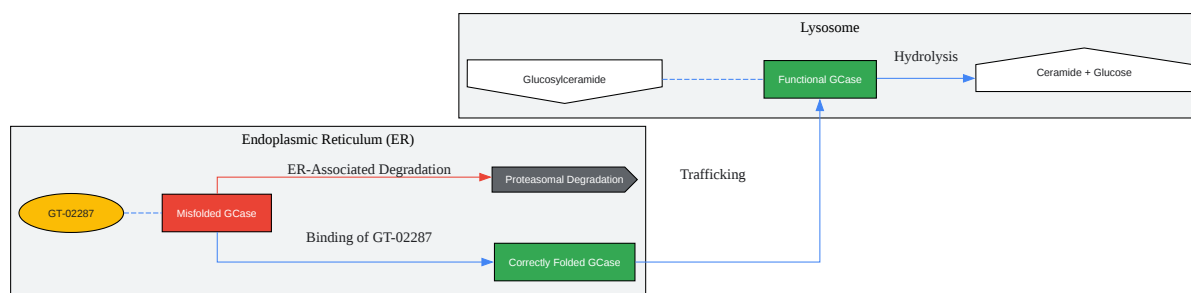 Lysosome
Hydrolysis
Glucosylceramide
Functional GCase
Ceramide + Glucose
Endoplasmic Reticulum (ER)
ER-Associated Degradation
Proteasomal Degradation
Trafficking
GT-02287
Misfolded GCase
Binding of GT-02287
Correctly Folded GCase